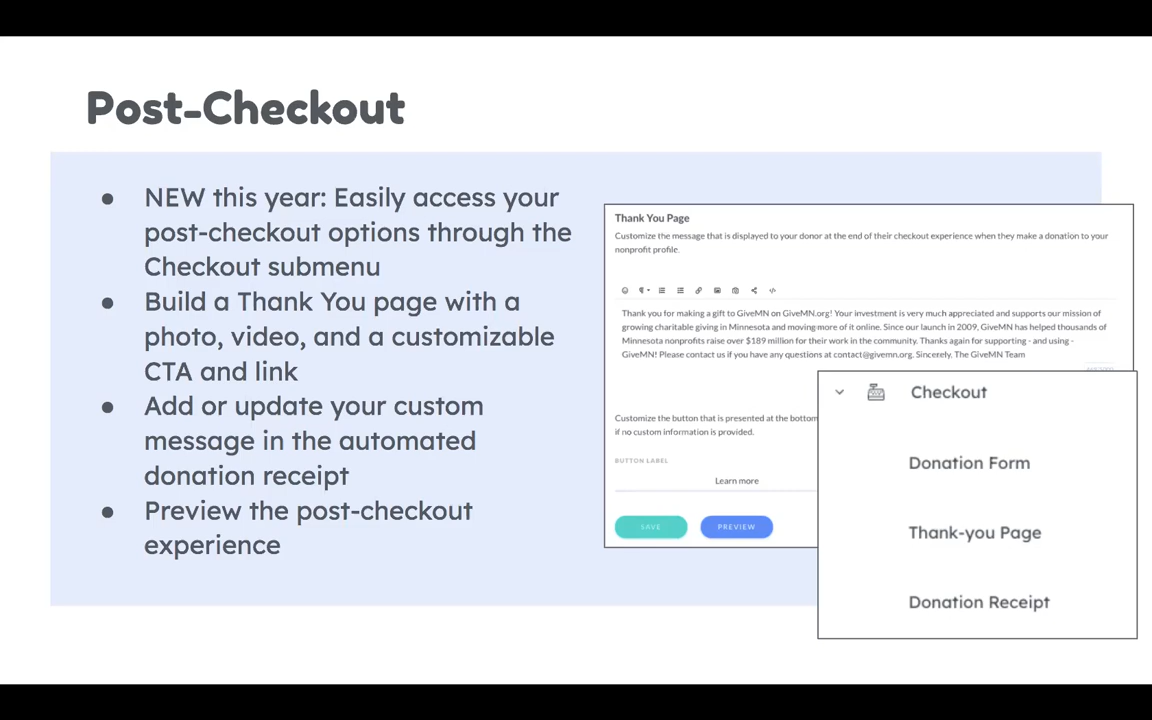 Post-Checkout
● NEW this year: Easily access your
post-checkout options through the
Checkout submenu
● Build a Thank You page with a
photo, video, and a customizable
CTA and link
● Add or update your custom
message in the automated
donation receipt
● Preview the post-checkout
experience
Thank You Page
Customize the message that is displayed to your donor at the end of their checkout experience when they make a donation to your
nonprofit profile.
Thank you for making a gift to GiveMN on GiveMN.org! Your investment is very much appreciated and supports our mission of
growing charitable giving in Minnesota and moving more of it online. Since our launch in 2009, GiveMN has helped thousands of
Minnesota nonprofits raise over $189 million for their work in the community. Thanks again for supporting - and using -
GiveMN! Please contact us if you have any questions at contact@givemn.org. Sincerely, The GiveMN Team
Customize the button that is presented at the bottom
if no custom information is provided.
BUTTON LABEL
Learn more
SAVE
PREVIEW
Checkout
Donation Form
Thank-you Page
Donation Receipt